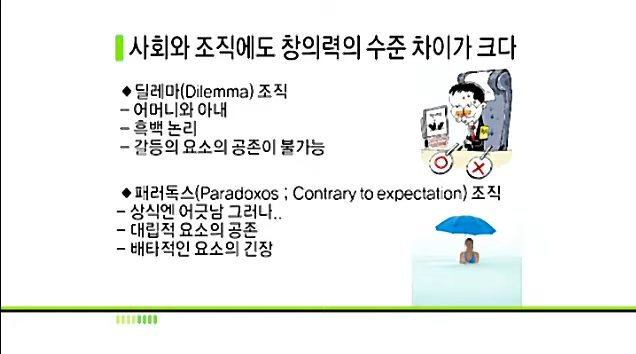 사회와 조직에도 창의력의 수준 차이가 크다
◆딜레마(Dilemma) 조직
– 어머니와 아내
– 흑백 논리
– 갈등의 요소의 공존이 불가능
◆패러독스(Paradoxos ; Contrary to expectation) 조직
– 상식엔 어긋남 그러나..
– 대립적 요소의 공존
– 배타적인 요소의 긴장